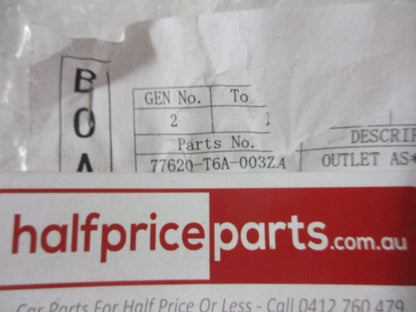 BOA
GEN No. To
2
Parts No. DESCRI
77620-T6A-003ZA OUTLET AS*
halfpriceparts.com.au
Car Parts For Half Price Or Less - Call 0412 760 479